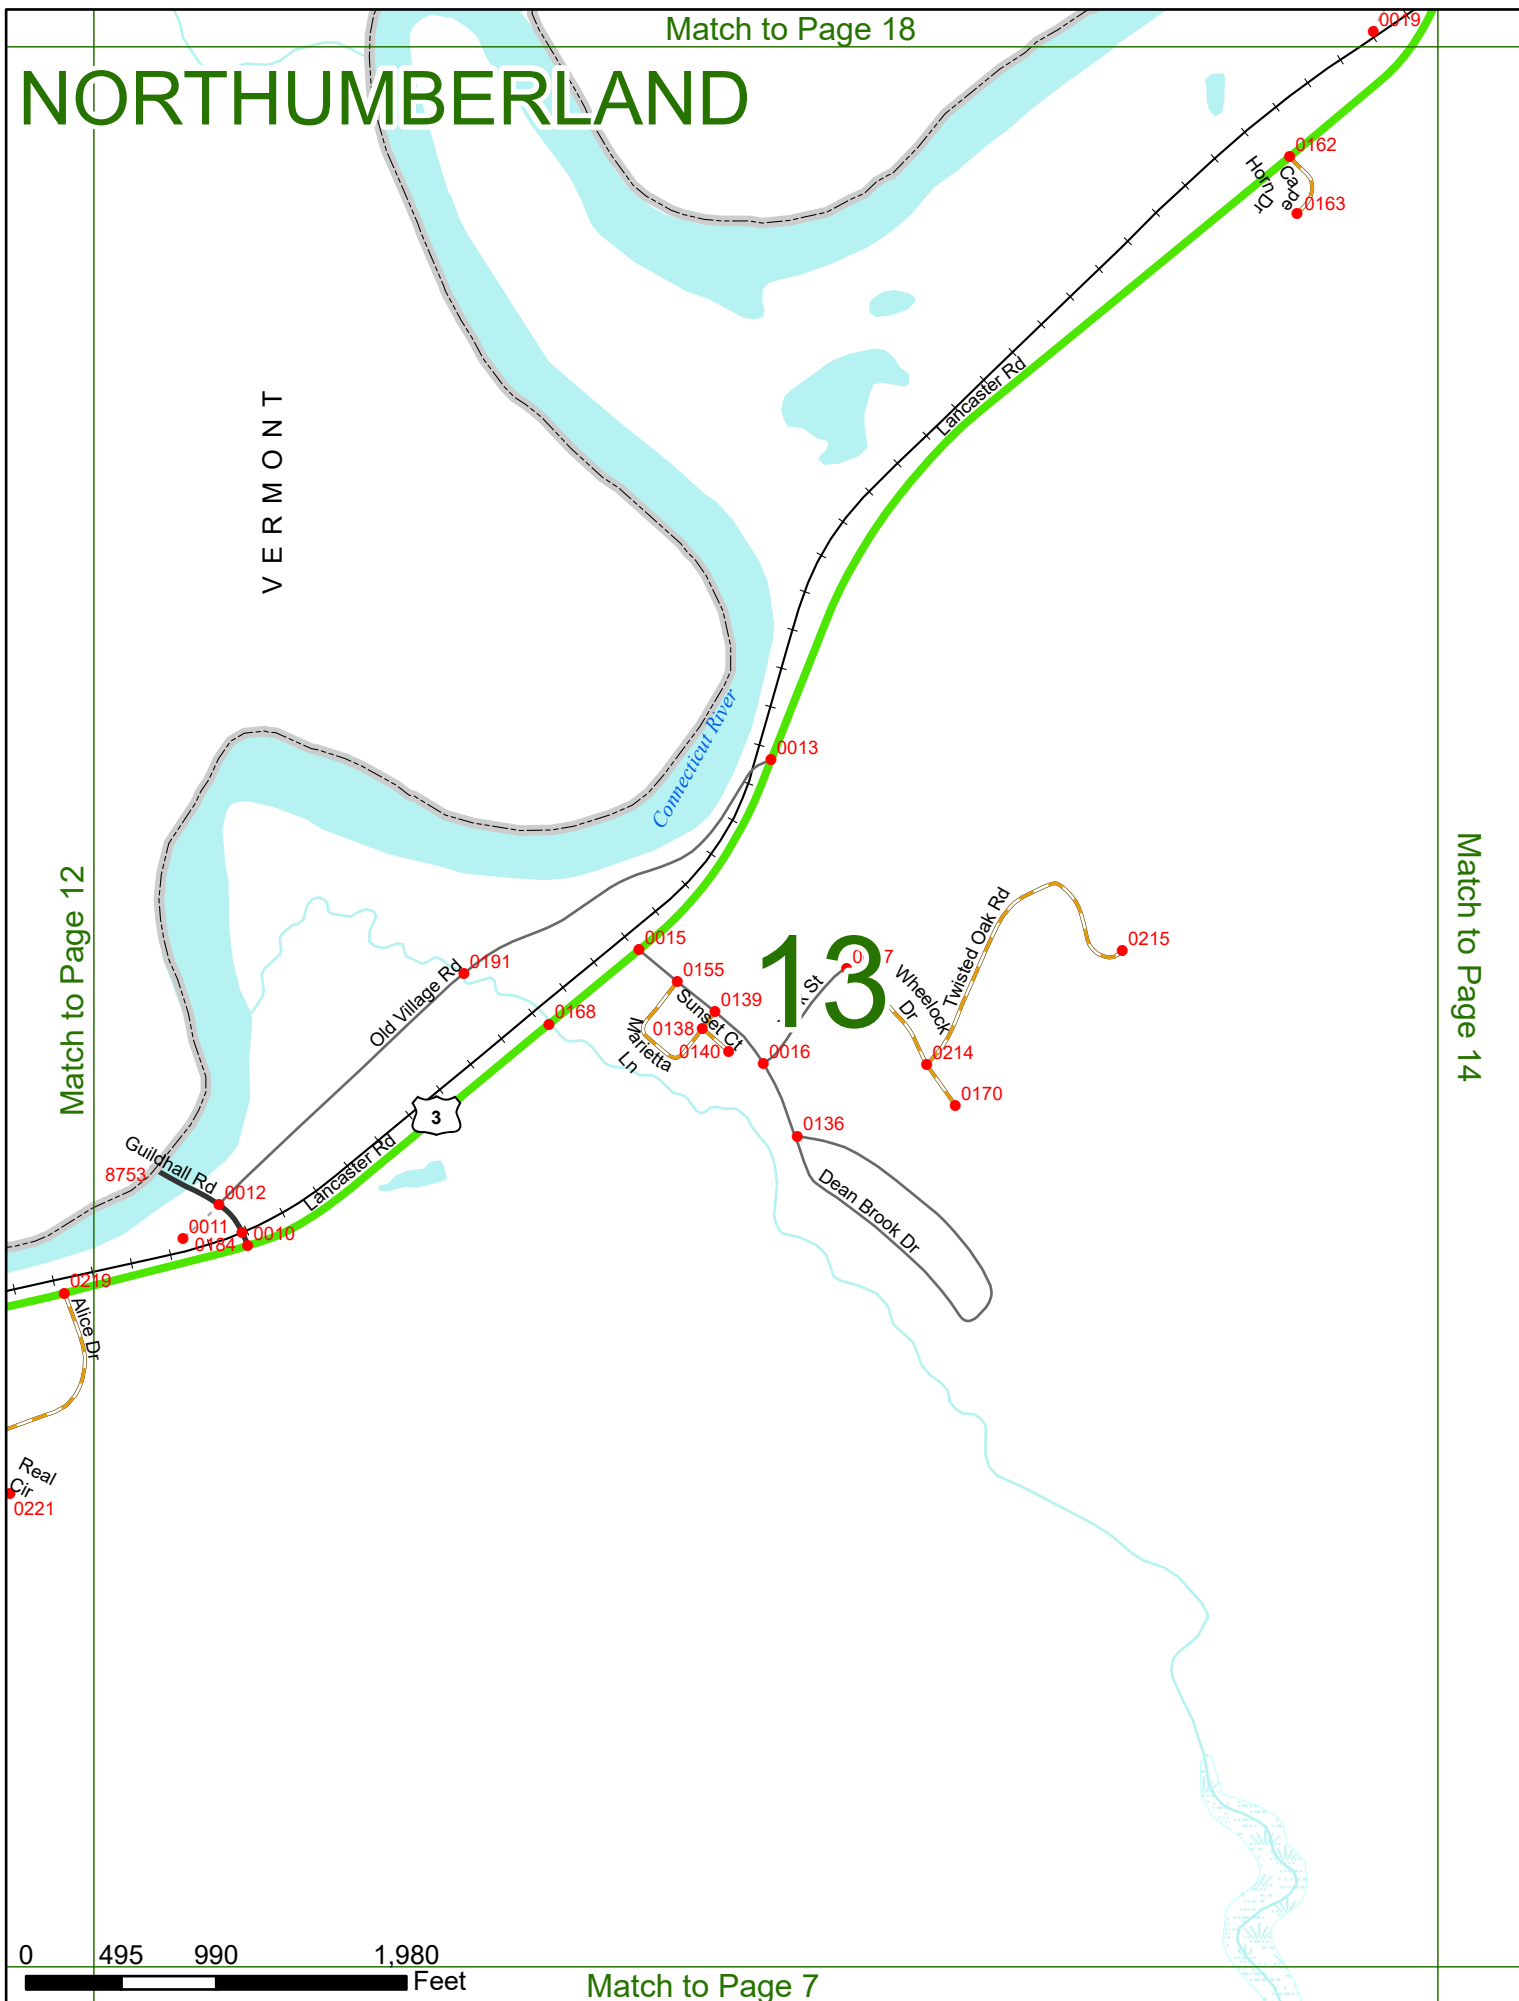 Match to Page 18
0019
NORTHUMBERLAND
0162
Cape
Horn Dr
0163
Lancaster Rd
VERMONT
Connecticut River
0013
Match to Page 12
Match to Page 14
0015
13
0191
Old Village Rd
0155
0139
Sunset Ct
0138
0140
Marietta
Ln
0168
St
0016
Wheelock
Dr
Twisted Oak Rd
0215
0214
0170
3
0136
Dean Brook Dr
Guildhall Rd
8753
0012
0011
0010
0184
Lancaster Rd
0219
Alice Dr
Real
Cir
0221
0 495 990 1,980
Feet
Match to Page 7